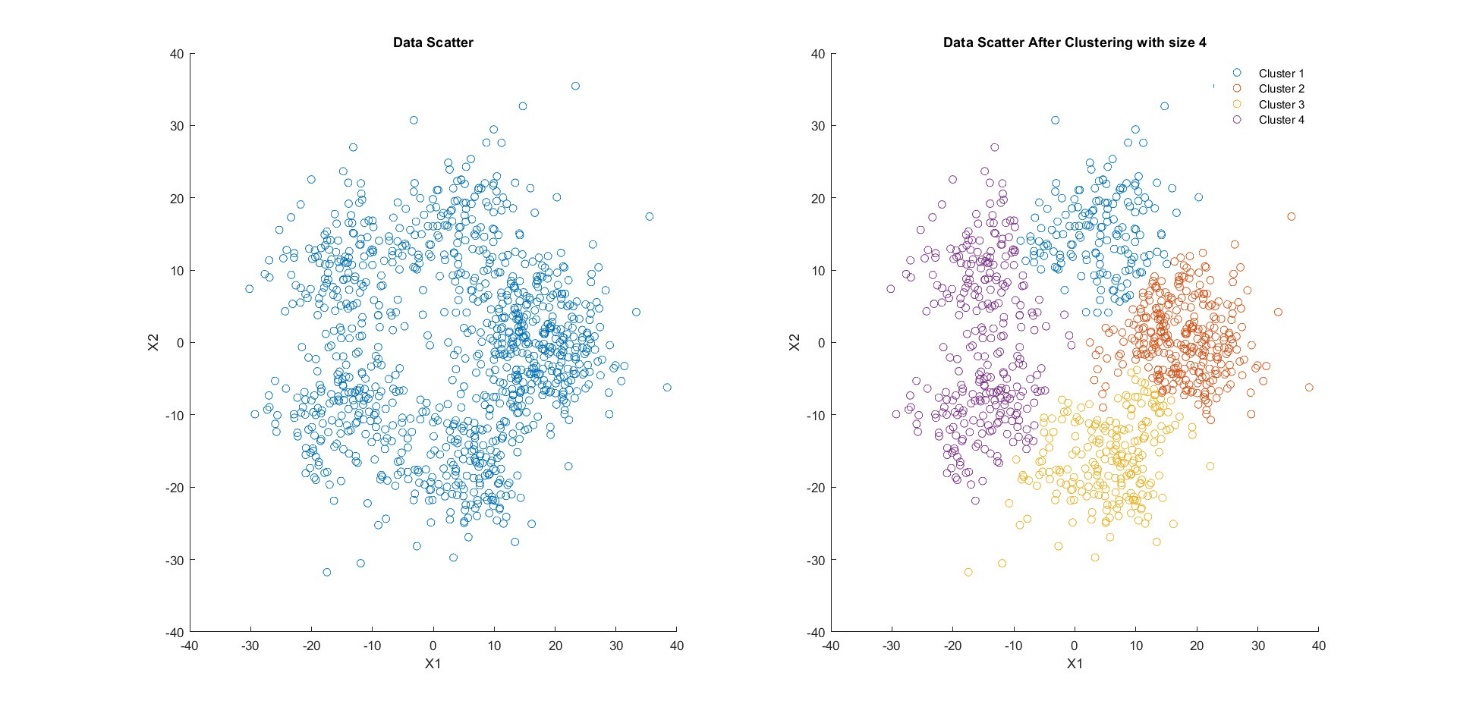 Data Scatter
40
30
20
10
0
-10
-20
-30
-40
X2
-40 -30 -20 -10 0 10 20 30 40
X1
Data Scatter After Clustering with size 4
Cluster 1
Cluster 2
Cluster 3
Cluster 4
40
30
20
10
0
-10
-20
-30
-40
X2
-40 -30 -20 -10 0 10 20 30 40
X1